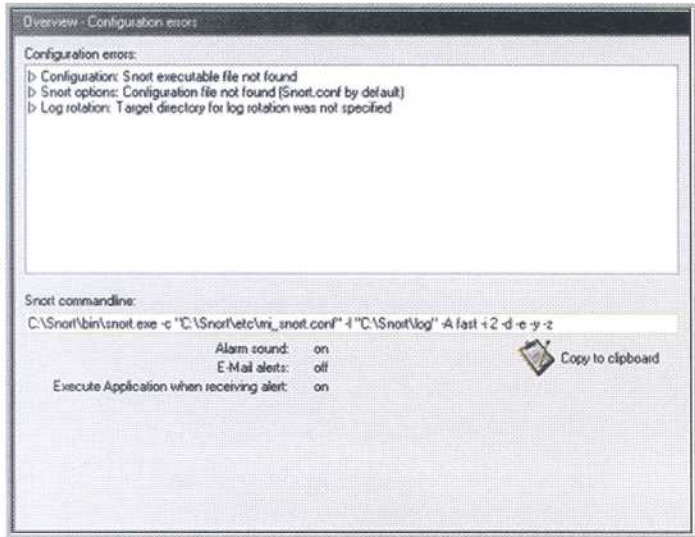 Overview - Configuration errors
Configuration errors:
▷ Configuration: Snort executable file not found
▷ Snort options: Configuration file not found (Snort.conf by default)
▷ Log rotation: Target directory for log rotation was not specified
Snort commandline:
C:\Snort\bin\snort.exe -c "C:\Snort\etc\mi_snort.conf" -l "C:\Snort\log" -A fast -i 2 -d -e -y -z
Alarm sound: on
E-Mail alerts: off
Copy to clipboard
Execute Application when receiving alert: on